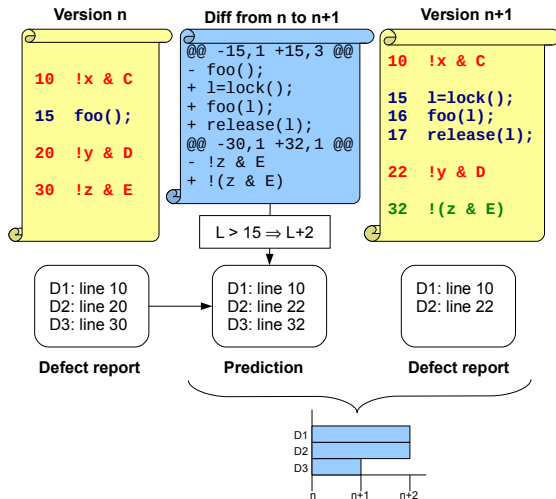 Version n
Diff from n to n+1
Version n+1
10 !x & C
15 foo();
20 !y & D
30 !z & E
@@ -15,1 +15,3 @@
- foo();
+ l=lock();
+ foo(l);
+ release(l);
@@ -30,1 +32,1 @@
- !z & E
+ !(z & E)
10 !x & C
15 l=lock();
16 foo(l);
17 release(l);
22 !y & D
32 !(z & E)
L > 15 ⇒ L+2
D1: line 10
D2: line 20
D3: line 30
D1: line 10
D2: line 22
D3: line 32
D1: line 10
D2: line 22
Defect report
Prediction
Defect report
D1
D2
D3
n
n+1
n+2